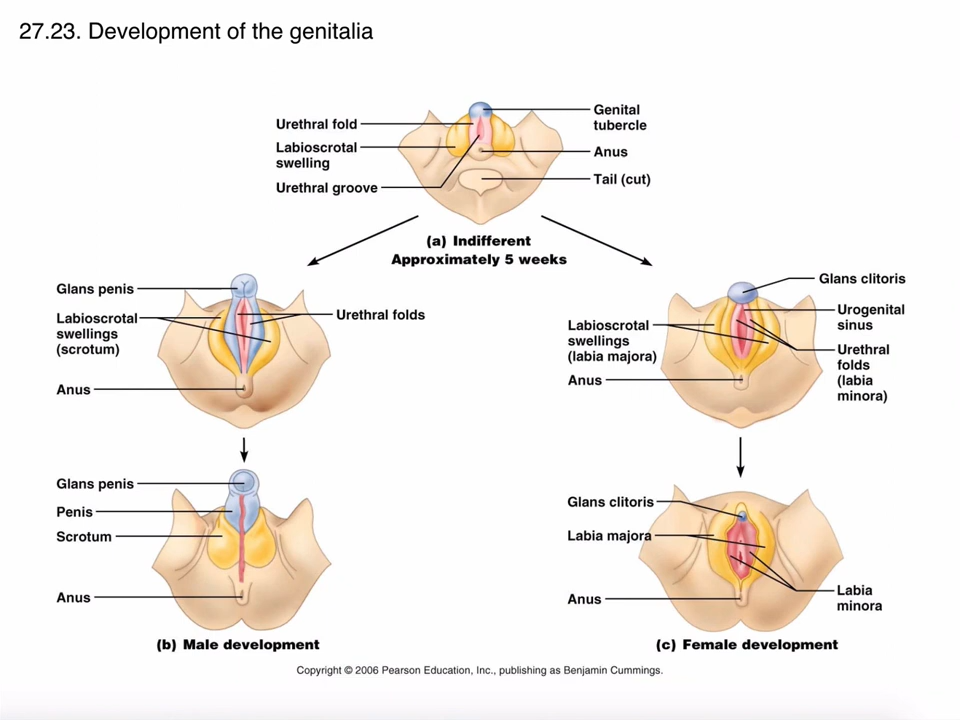 27.23. Development of the genitalia
Genital
tubercle
Urethral fold
Labioscrotal
swelling
Anus
Urethral groove
Tail (cut)
(a) Indifferent
Approximately 5 weeks
Glans penis
Labioscrotal
swellings
(scrotum)
Urethral folds
Anus
Glans clitoris
Urogenital
sinus
Labioscrotal
swellings
(labia majora)
Urethral
folds
(labia
minora)
Anus
Glans penis
Penis
Scrotum
Anus
(b) Male development
Glans clitoris
Labia majora
Anus
Labia
minora
(c) Female development
Copyright © 2006 Pearson Education, Inc., publishing as Benjamin Cummings.